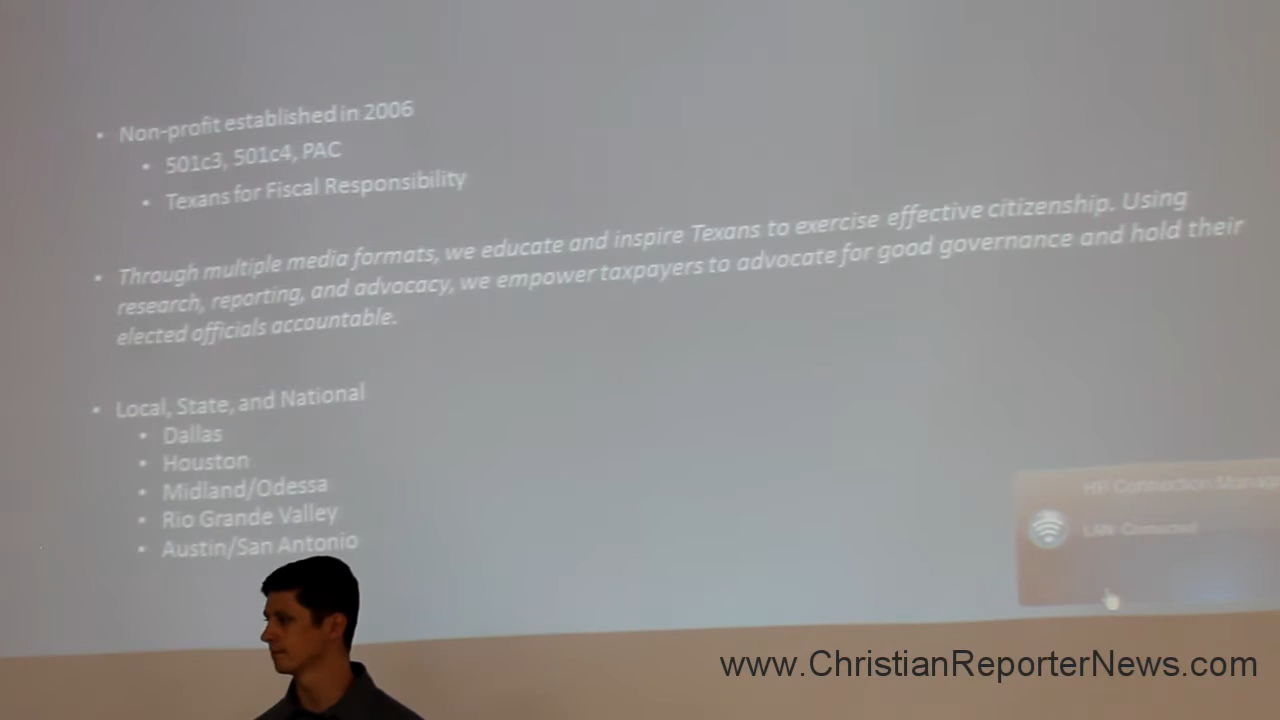 • Non-profit established in 2006
• 501c3, 501c4, PAC
• Texans for Fiscal Responsibility
• Through multiple media formats, we educate and inspire Texans to exercise effective citizenship. Using
research, reporting, and advocacy, we empower taxpayers to advocate for good governance and hold their
elected officials accountable.
• Local, State, and National
• Dallas
• Houston
• Midland/Odessa
• Rio Grande Valley
• Austin/San Antonio
HP Connection
LAN: Connected
www.ChristianReporterNews.com